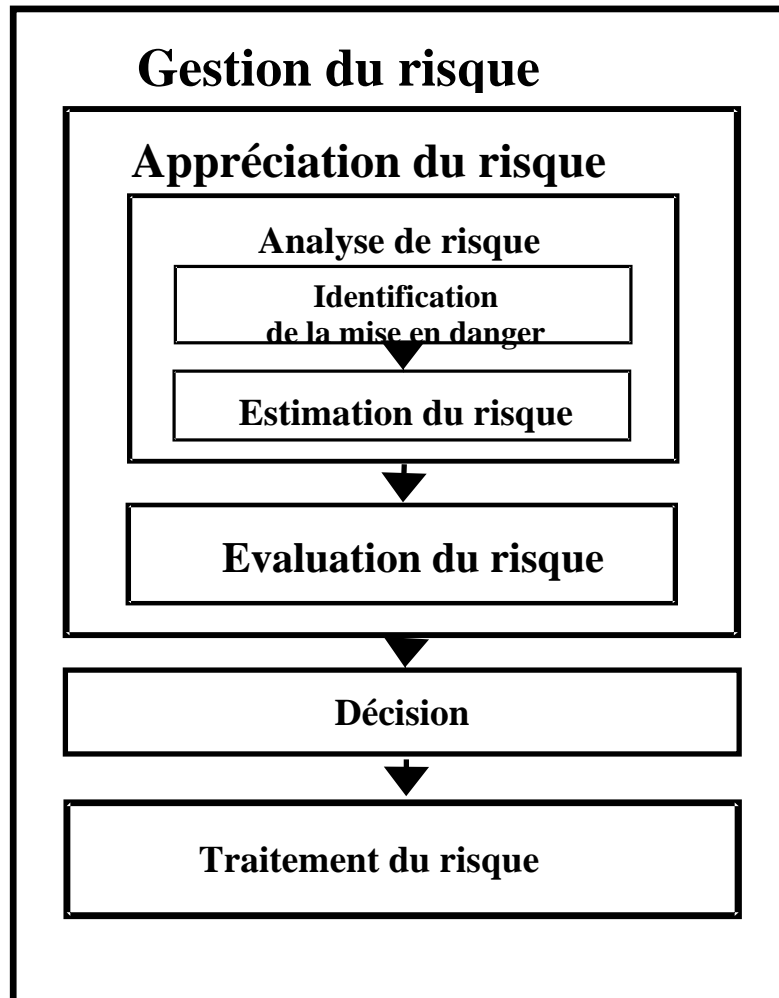 Gestion du risque
Appréciation du risque
Analyse de risque
Identification
de la mise en danger
Estimation du risque
Evaluation du risque
Décision
Traitement du risque